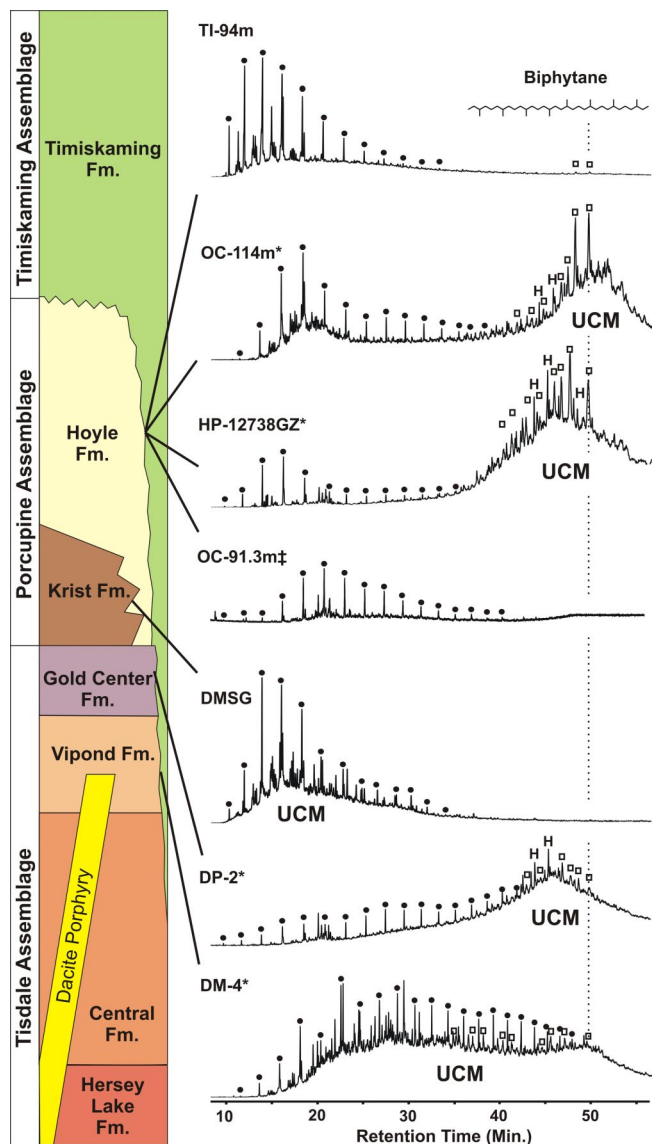 Timiskaming Assemblage
Timiskaming
Fm.
Porcupine Assemblage
Hoyle
Fm.
Krist Fm.
Tisdale Assemblage
Gold Center
Fm.
Vipond Fm.
Dacite Porphyry
Central
Fm.
Hersey
Lake
Fm.
TI-94m
Biphytane
OC-114m*
H
H
UCM
HP-12738GZ*
H
H
H
UCM
OC-91.3m‡
DMSG
UCM
DP-2*
H
H
UCM
DM-4*
UCM
10 20 30 40 50
Retention Time (Min.)